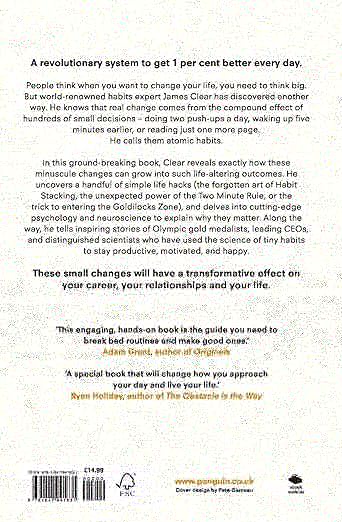 A revolutionary system to get 1 per cent better every day.
People think when you want to change your life, you need to think big.
But world-renowned habits expert James Clear has discovered another
way. He knows that real change comes from the compound effect of
hundreds of small decisions – doing two push-ups a day, waking up five
minutes earlier, or reading just one more page.
He calls them atomic habits.
In this ground-breaking book, Clear reveals exactly how these
minuscule changes can grow into such life-altering outcomes. He
uncovers a handful of simple life hacks (the forgotten art of Habit
Stacking, the unexpected power of the Two Minute Rule, or the
trick to entering the Goldilocks Zone), and delves into cutting-edge
psychology and neuroscience to explain why they matter. Along the
way, he tells inspiring stories of Olympic gold medalists, leading CEOs,
and distinguished scientists who have used the science of tiny habits
to stay productive, motivated, and happy.
These small changes will have a transformative effect on
your career, your relationships and your life.
'This engaging, hands-on book is the guide you need to
break bad routines and make good ones.'
Adam Grant, author of Originals
'A special book that will change how you approach
your day and live your life.'
Ryan Holiday, author of The Obstacle is the Way
£14.99
FSC
www.penguin.co.uk
Cover design by Pete Garceau